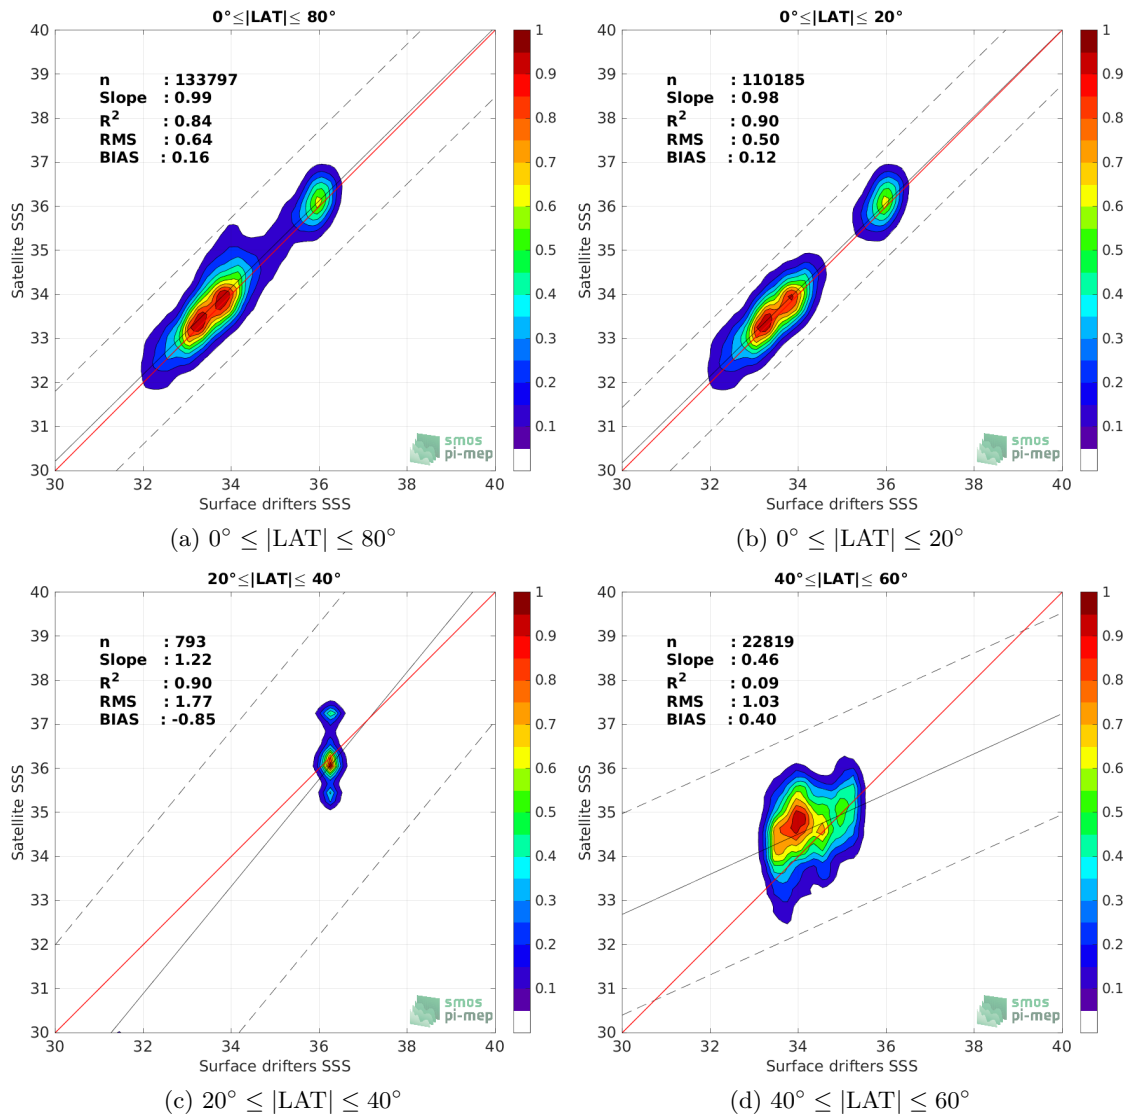 0°≤|LAT|≤ 80°
40
39
38
37
36
35
34
33
32
31
30
30 32 34 36 38 40
Satellite SSS
Surface drifters SSS
n : 133797
Slope : 0.99
R² : 0.84
RMS : 0.64
BIAS : 0.16
1
0.9
0.8
0.7
0.6
0.5
0.4
0.3
0.2
0.1
smos
pi-mep
(a) 0° ≤ |LAT| ≤ 80°
0°≤|LAT|≤ 20°
40
39
38
37
36
35
34
33
32
31
30
30 32 34 36 38 40
Satellite SSS
Surface drifters SSS
n : 110185
Slope : 0.98
R² : 0.90
RMS : 0.50
BIAS : 0.12
1
0.9
0.8
0.7
0.6
0.5
0.4
0.3
0.2
0.1
smos
pi-mep
(b) 0° ≤ |LAT| ≤ 20°
20°≤|LAT|≤ 40°
40
39
38
37
36
35
34
33
32
31
30
30 32 34 36 38 40
Satellite SSS
Surface drifters SSS
n : 793
Slope : 1.22
R² : 0.90
RMS : 1.77
BIAS : -0.85
1
0.9
0.8
0.7
0.6
0.5
0.4
0.3
0.2
0.1
smos
pi-mep
(c) 20° ≤ |LAT| ≤ 40°
40°≤|LAT|≤ 60°
40
39
38
37
36
35
34
33
32
31
30
30 32 34 36 38 40
Satellite SSS
Surface drifters SSS
n : 22819
Slope : 0.46
R² : 0.09
RMS : 1.03
BIAS : 0.40
1
0.9
0.8
0.7
0.6
0.5
0.4
0.3
0.2
0.1
smos
pi-mep
(d) 40° ≤ |LAT| ≤ 60°